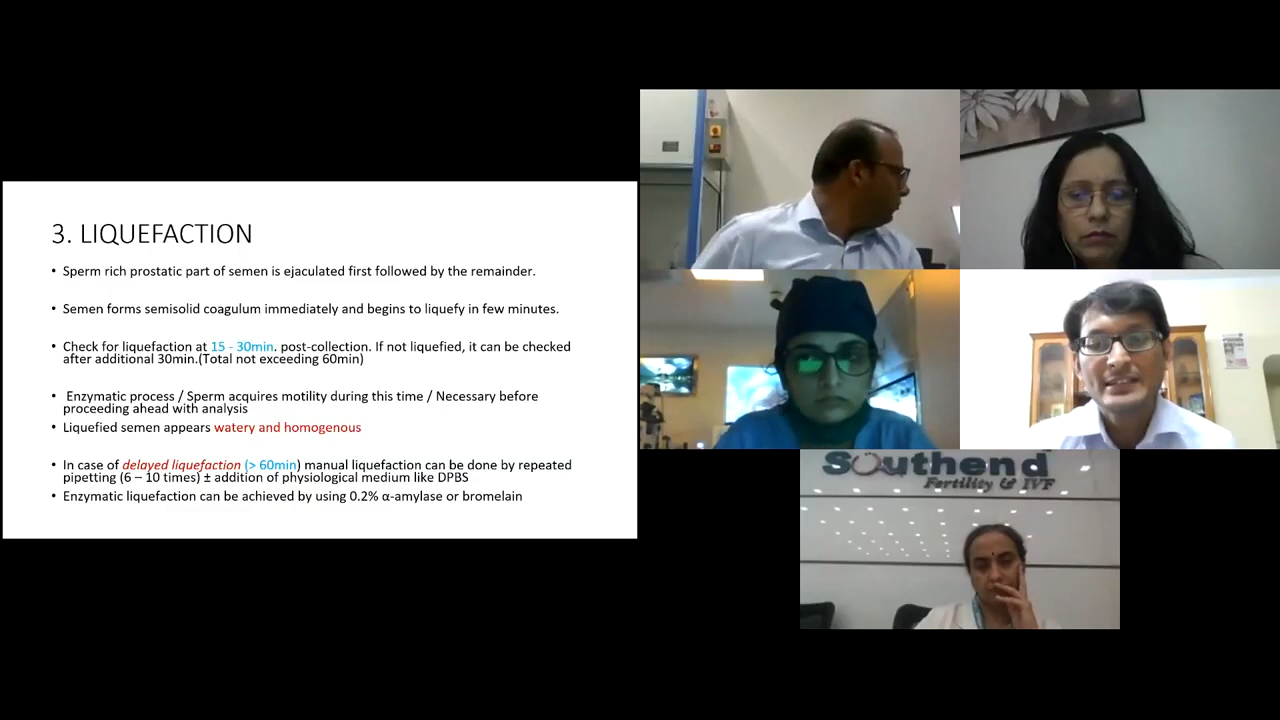 3. LIQUEFACTION
• Sperm rich prostatic part of semen is ejaculated first followed by the remainder.
• Semen forms semisolid coagulum immediately and begins to liquefy in few minutes.
• Check for liquefaction at 15 - 30min. post-collection. If not liquefied, it can be checked
after additional 30min.(Total not exceeding 60min)
• Enzymatic process / Sperm acquires motility during this time / Necessary before
proceeding ahead with analysis
• Liquefied semen appears watery and homogenous
• In case of delayed liquefaction (> 60min) manual liquefaction can be done by repeated
pipetting (6 – 10 times) ± addition of physiological medium like DPBS
• Enzymatic liquefaction can be achieved by using 0.2% α-amylase or bromelain
Southend
Fertility & IVF